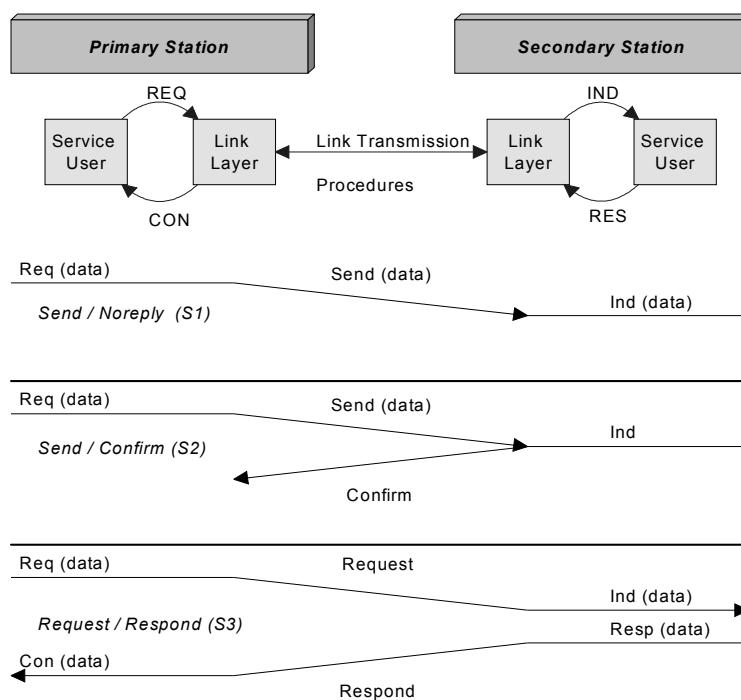 Primary Station
Secondary Station
REQ
IND
Service User
Link Layer
Link Transmission
Procedures
Link Layer
Service User
CON
RES
Req (data)
Send (data)
Ind (data)
Send / Noreply (S1)
Req (data)
Send (data)
Ind
Send / Confirm (S2)
Confirm
Req (data)
Request
Ind (data)
Request / Respond (S3)
Resp (data)
Con (data)
Respond